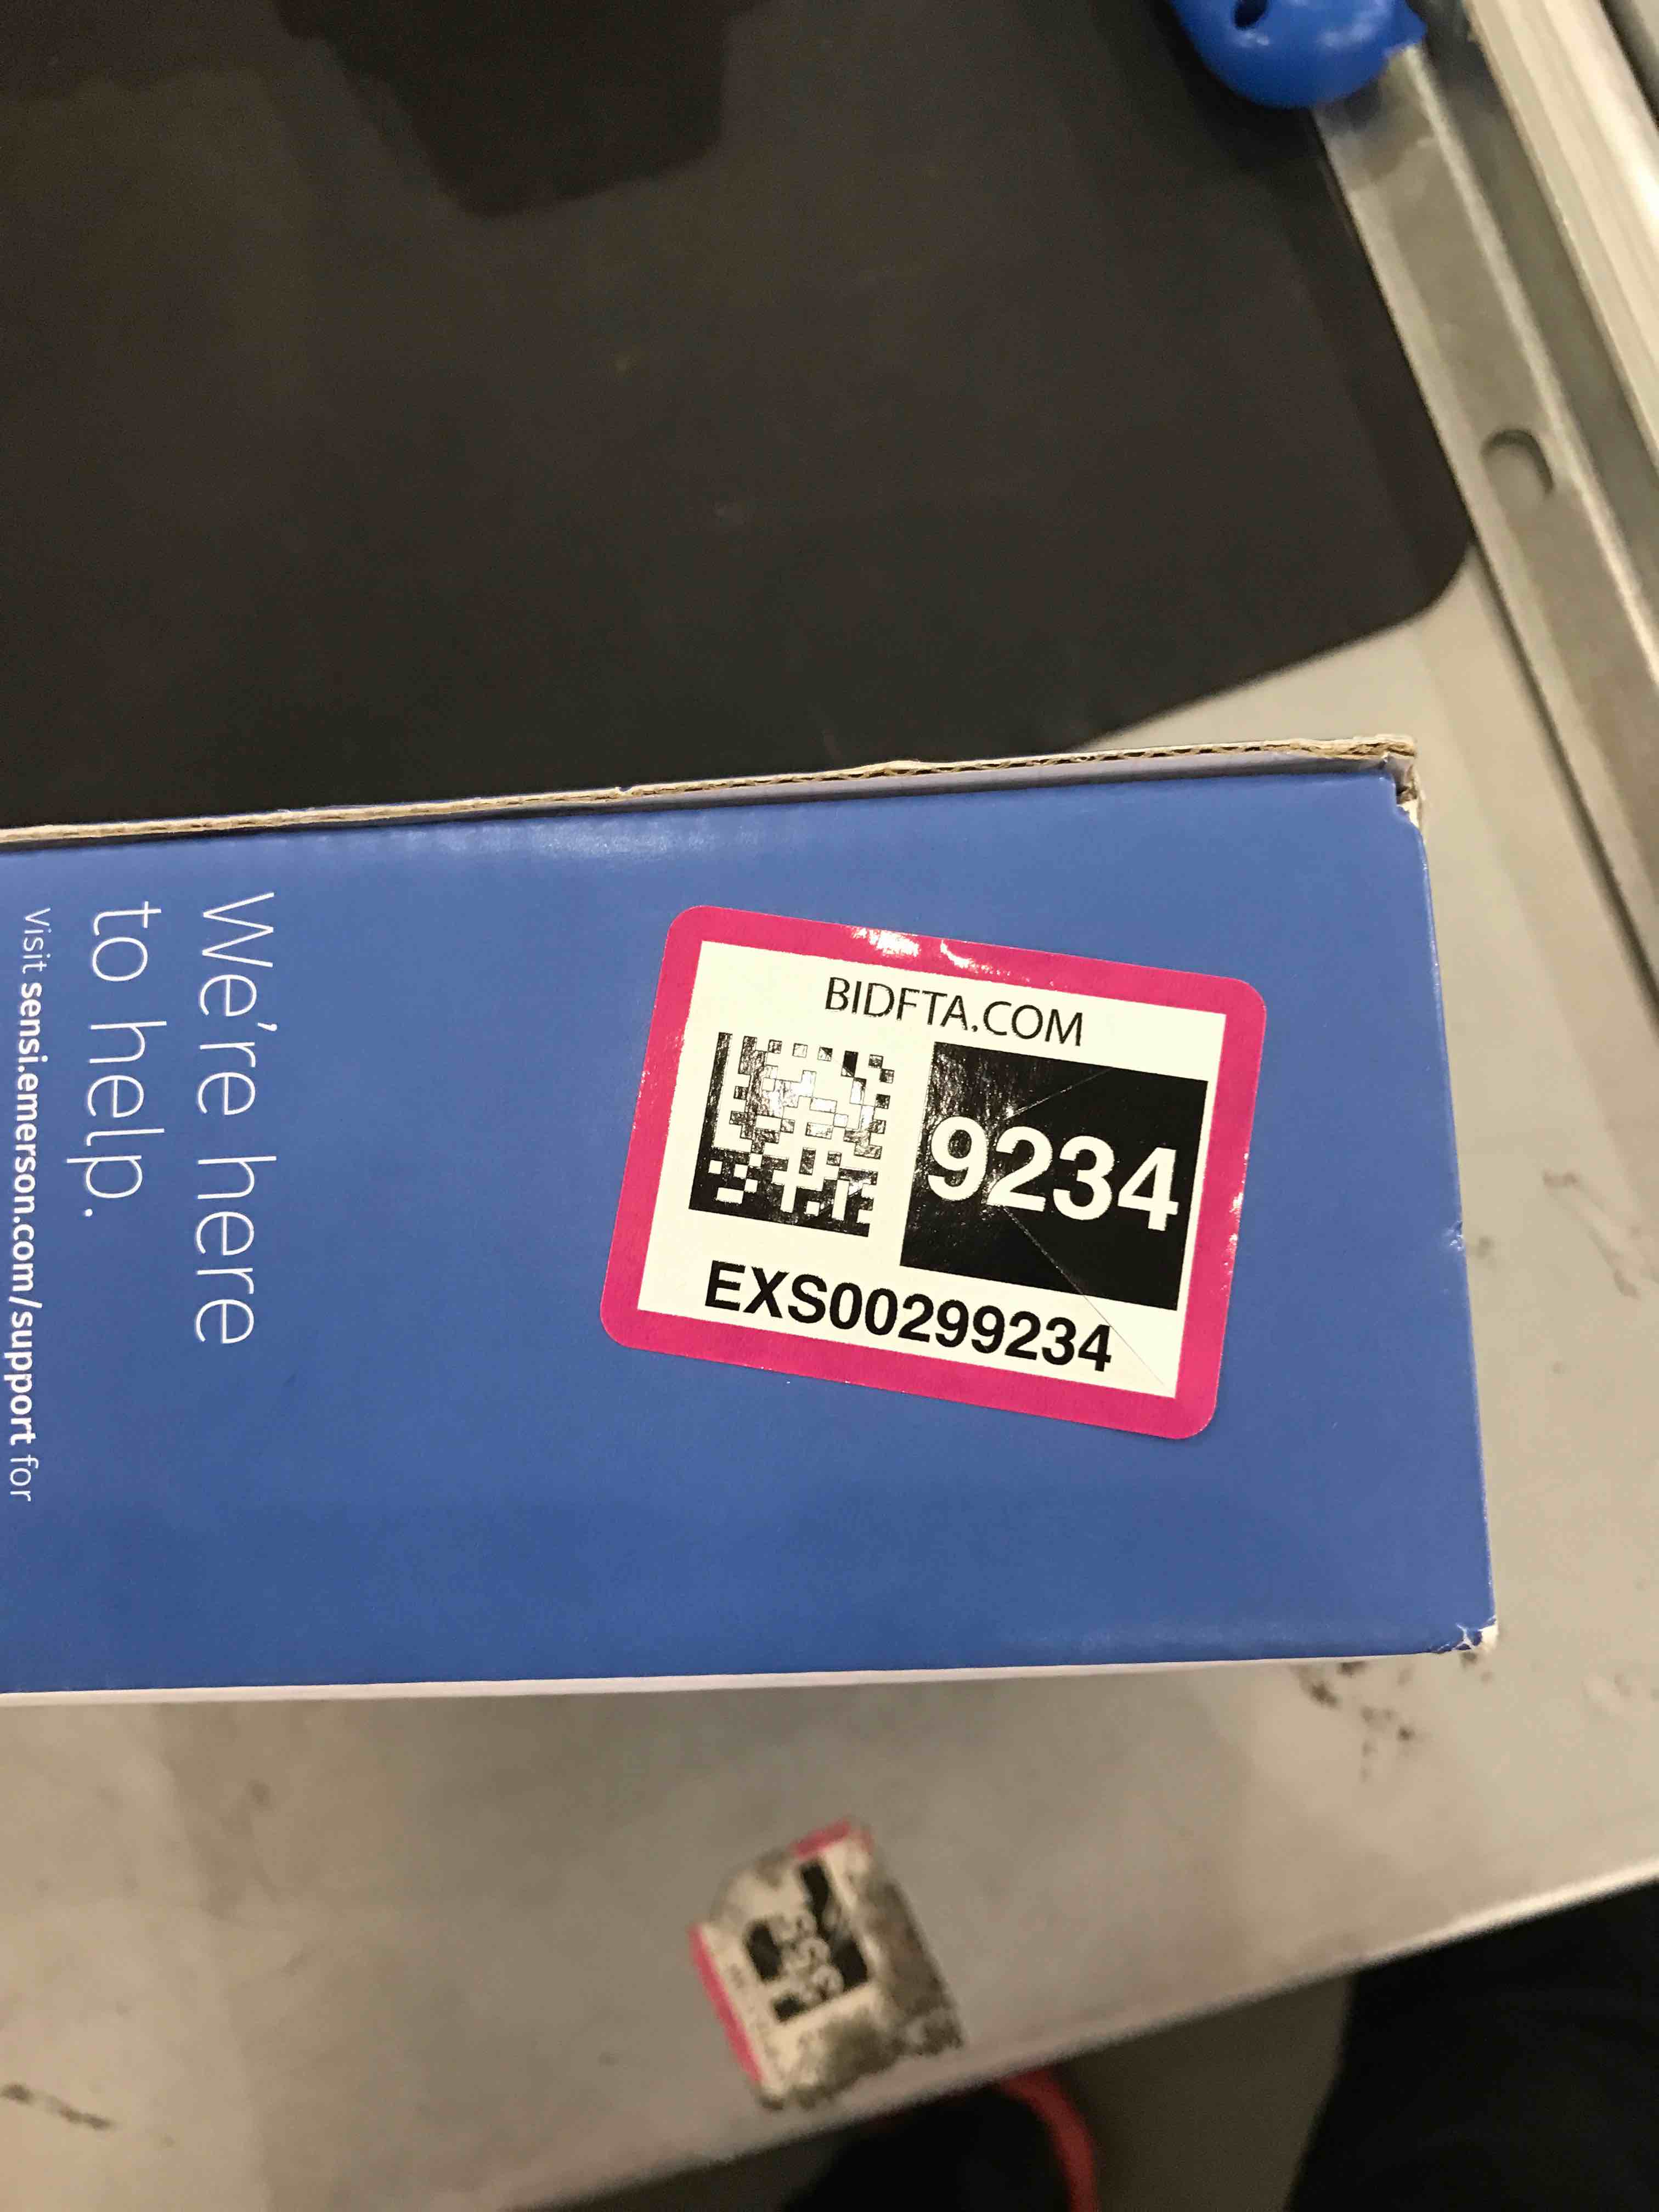 We're here
to help.
Visit sensi.emerson.com/support for
BIDFTA.COM
9234
EXS00299234